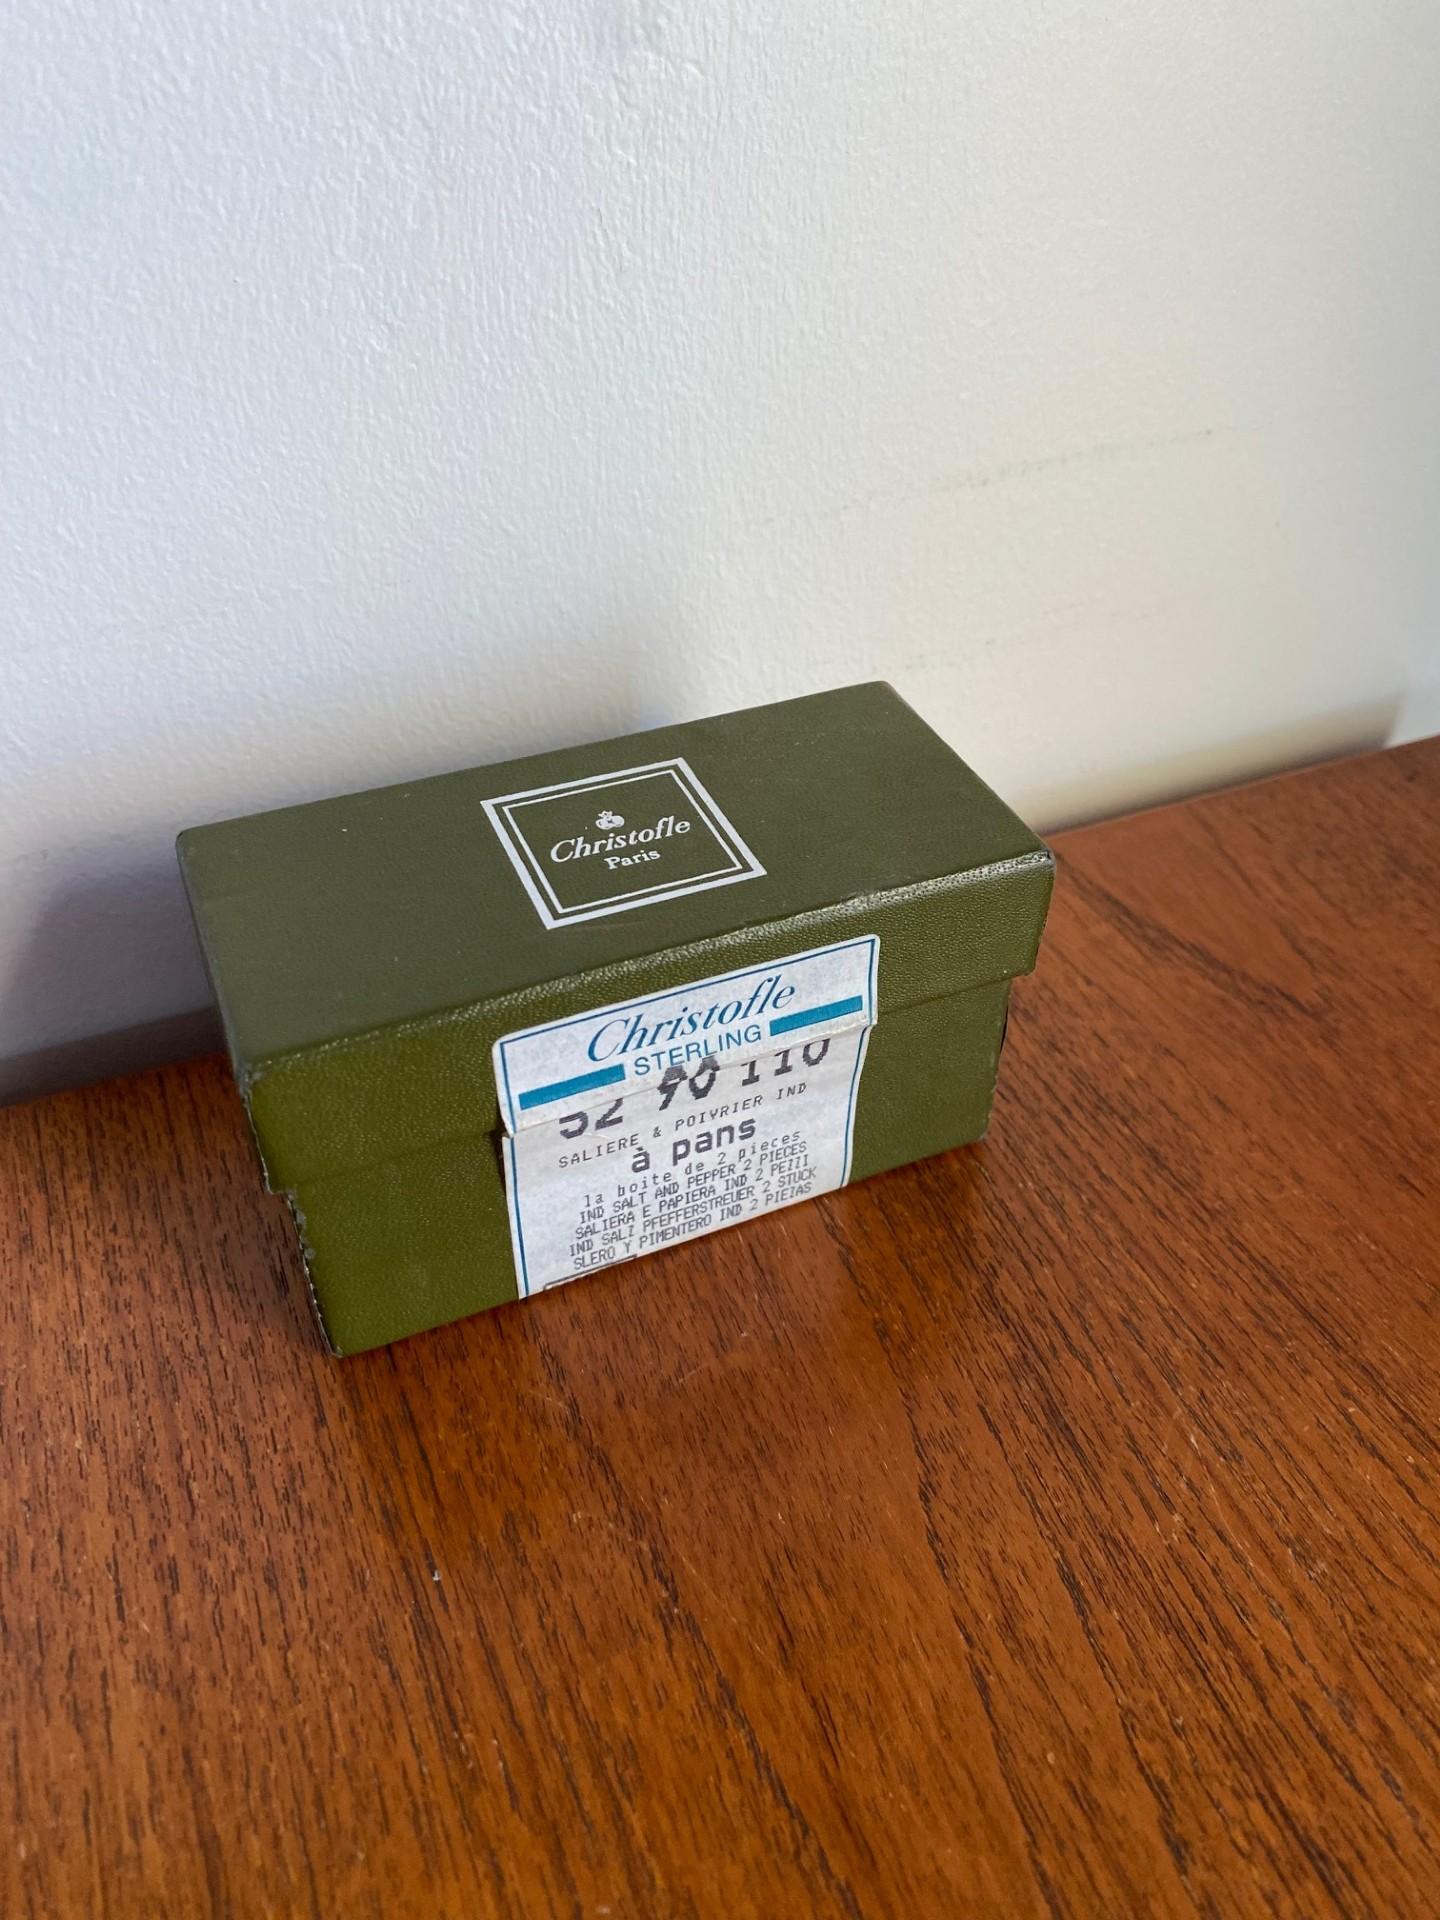 Christofle
Paris
Christofle
STERLING
52 90 110
SALIERE & POIVRIER IND
à pans
la boite de 2 pieces
IND SALT AND PEPPER 2 PIECES
SALIERA E PAPIERA IND 2 PEZZI
IND SALZ PFEFFERSTREUER 2 STUCK
SLERO Y PIMENTERO IND 2 PIEZAS